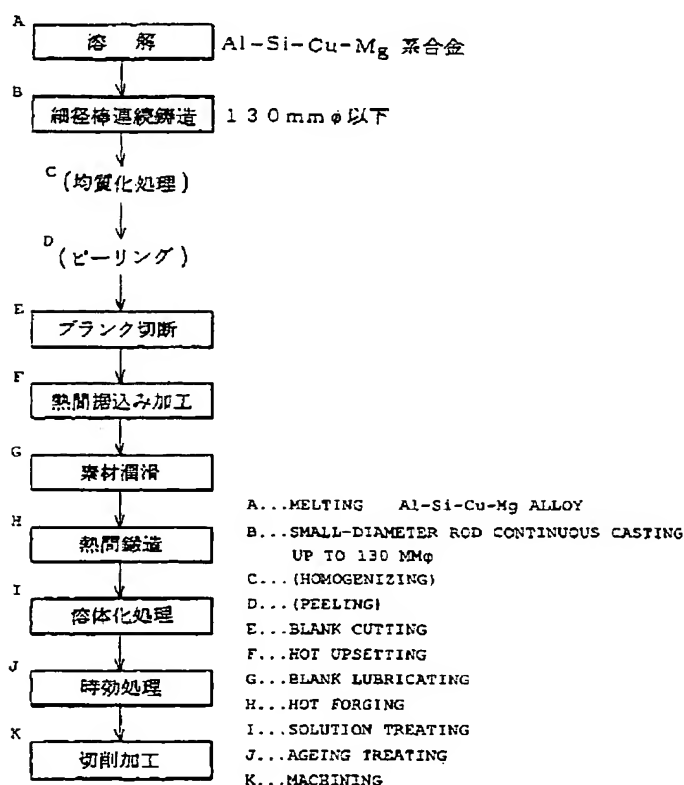 A
溶 解 Al-Si-Cu-Mg 系合金
B
細径棒連続鋳造 130mmφ以下
C (均質化処理)
D (ピーリング)
E
ブランク切断
F
熱間据込み加工
G
素材潤滑
H
熱間鍛造
I
溶体化処理
J
時効処理
K
切削加工
A...MELTING Al-Si-Cu-Mg ALLOY
B...SMALL-DIAMETER ROD CONTINUOUS CASTING
UP TO 130 MMφ
C...(HOMOGENIZING)
D...(PEELING)
E...BLANK CUTTING
F...HOT UPSETTING
G...BLANK LUBRICATING
H...HOT FORGING
I...SOLUTION TREATING
J...AGEING TREATING
K...MACHINING